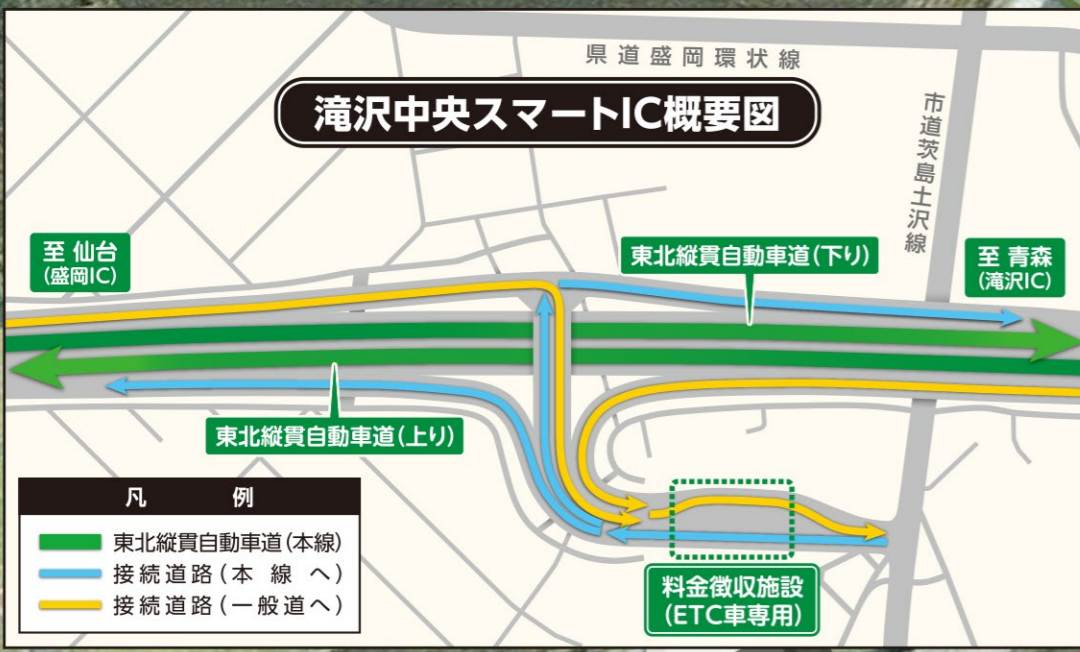 県道盛岡環状線
滝沢中央スマートIC概要図
市道茨島土沢線
至 仙台
(盛岡IC)
東北縦貫自動車道(下り)
至 青森
(滝沢IC)
東北縦貫自動車道(上り)
凡 例
東北縦貫自動車道(本線)
接続道路(本線へ)
接続道路(一般道へ)
料金徴収施設
(ETC車専用)